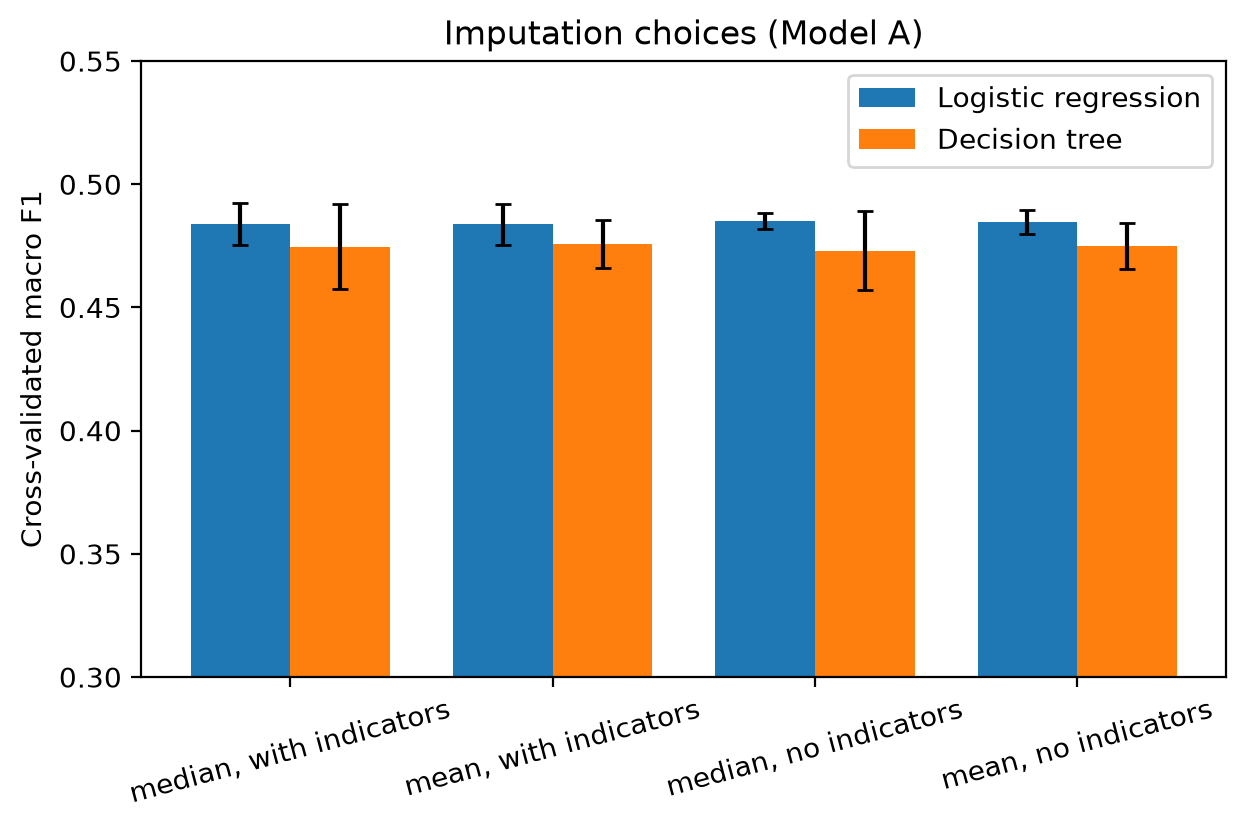 Imputation choices (Model A)
Logistic regression
Decision tree
Cross-validated macro F1
0.55
0.50
0.45
0.40
0.35
0.30
median, with indicators
mean, with indicators
median, no indicators
mean, no indicators